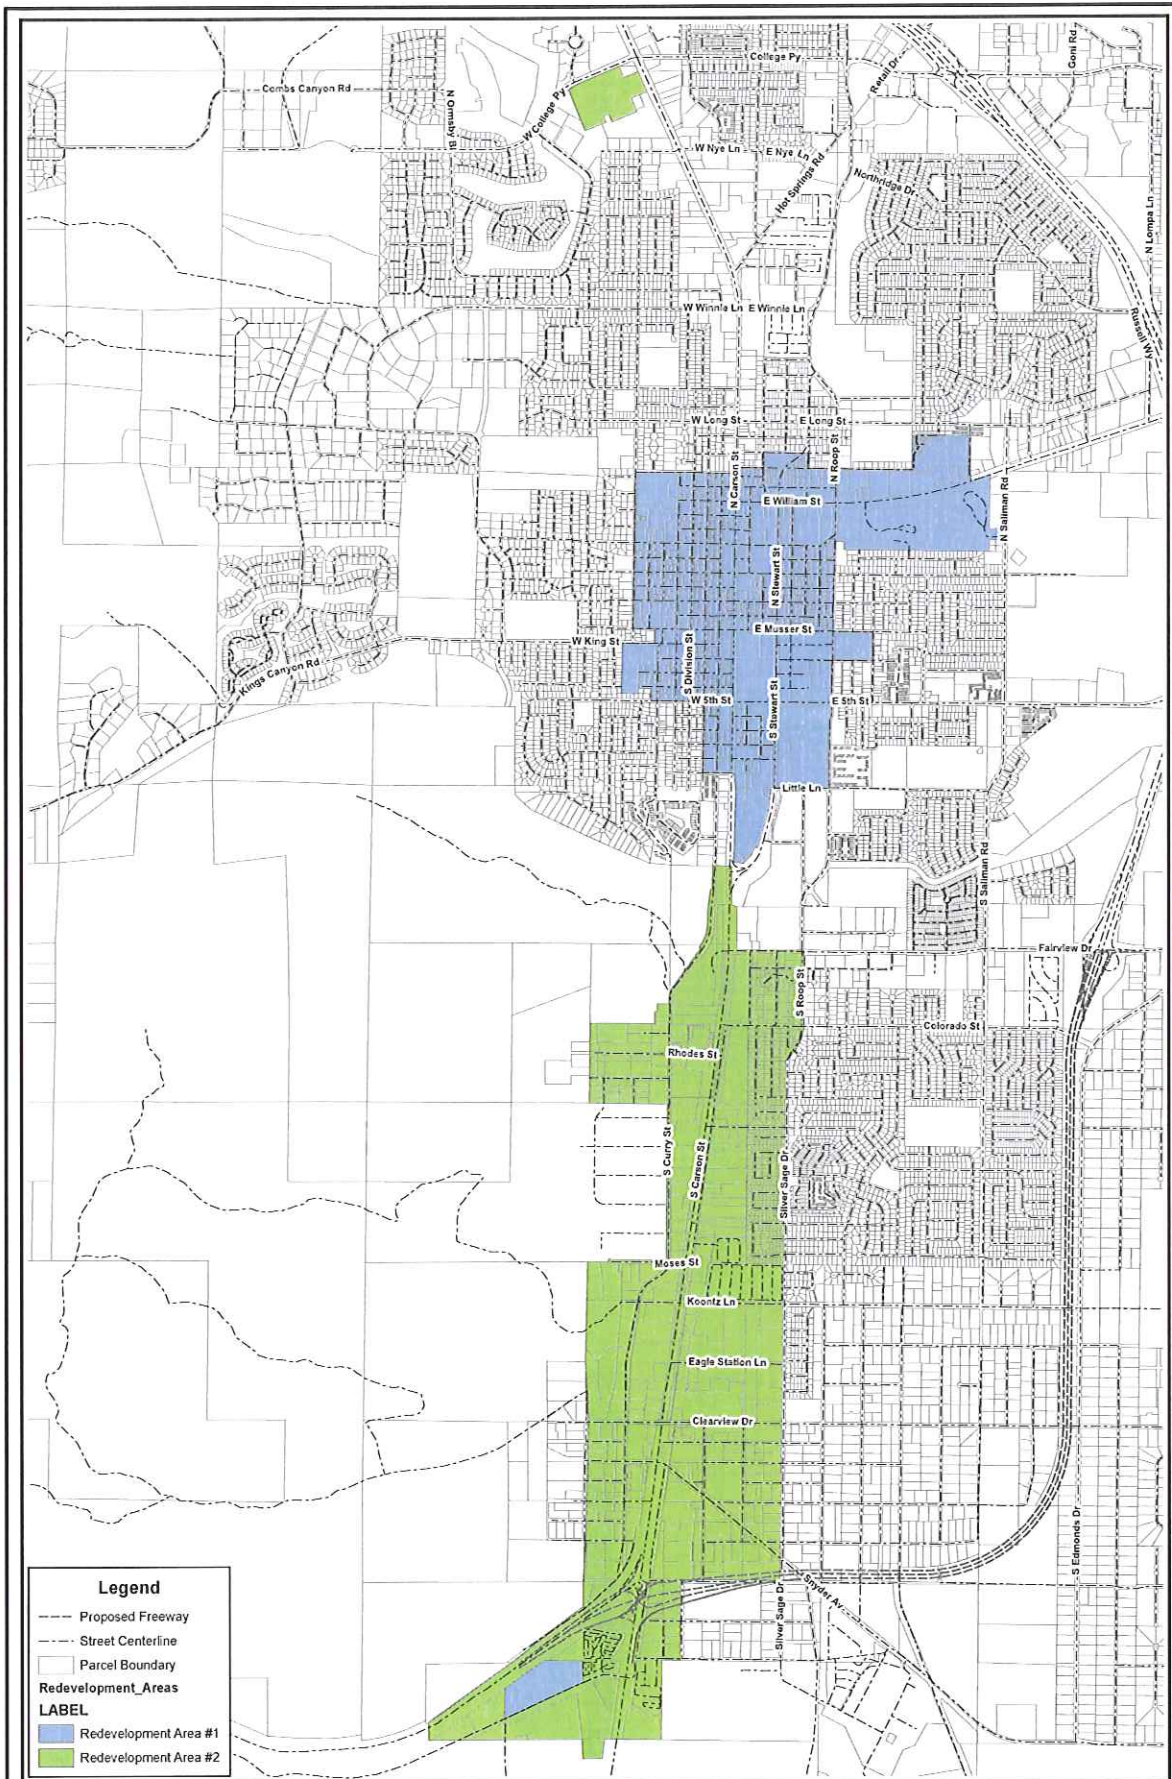 College Py
Goni Rd
Retail Dr
Combs Canyon Rd
N Ormsby Bl
W College Py
W Nye Ln
E Nye Ln
Hot Springs Rd
Northridge Dr
N Lompa Ln
W Winnie Ln
E Winnie Ln
Russell Wy
W Long St
E Long St
N Roop St
N Carson St
E William St
N Saliman Rd
N Stewart St
E Musser St
W King St
S Division St
Kings Canyon Rd
W 5th St
E 5th St
S Stewart St
Little Ln
S Saliman Rd
Fairview Dr
S Roop St
Colorado St
Rhodes St
S Curry St
S Carson St
Silver Sage Dr
Moses St
Koontz Ln
Eagle Station Ln
Clearview Dr
S Edmonds Dr
Snyder Av
Silver Sage Dr
Legend
Proposed Freeway
Street Centerline
Parcel Boundary
Redevelopment_Areas
LABEL
Redevelopment Area #1
Redevelopment Area #2